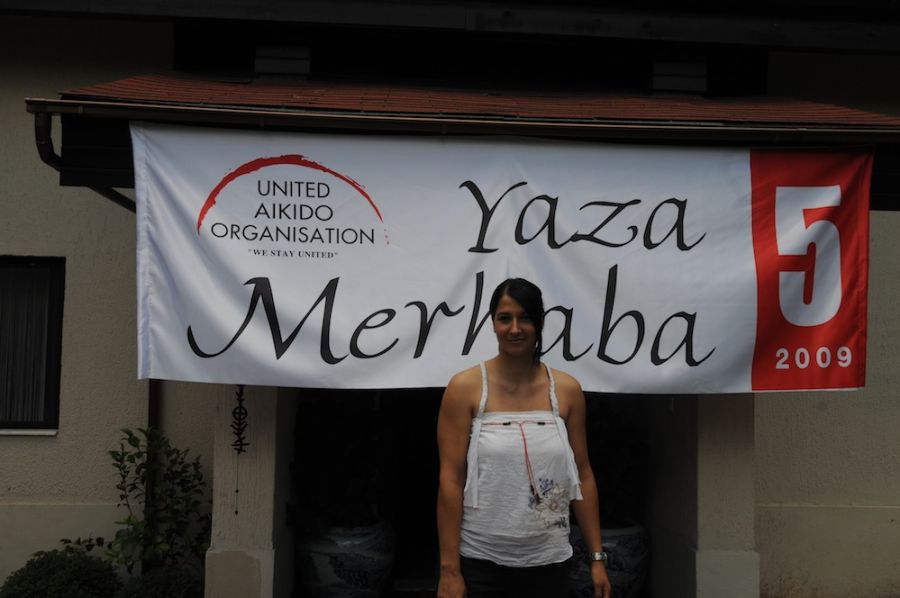 UNITED
AIKIDO
ORGANISATION
"WE STAY UNITED"
Yaza
Merhaba
5
2009